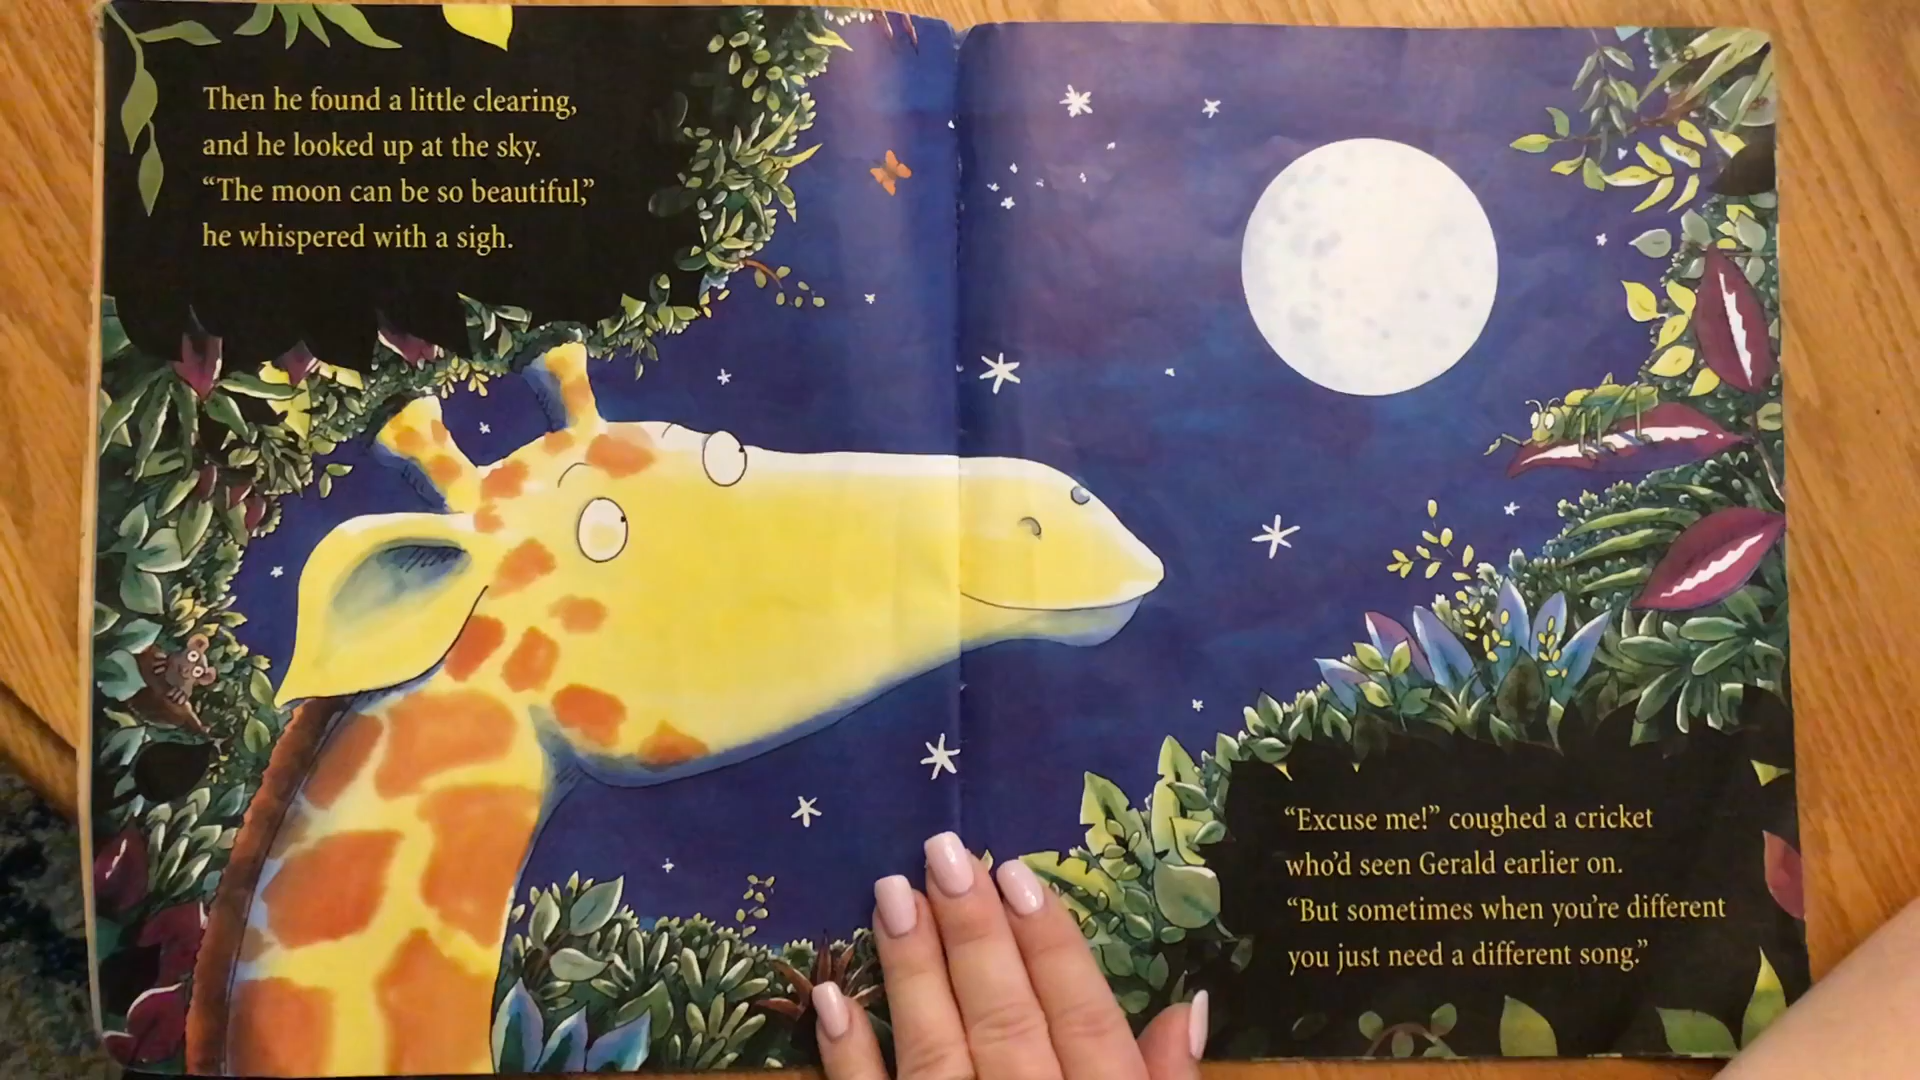 Then he found a little clearing,
and he looked up at the sky.
“The moon can be so beautiful,”
he whispered with a sigh.
“Excuse me!” coughed a cricket
who’d seen Gerald earlier on.
“But sometimes when you’re different
you just need a different song.”